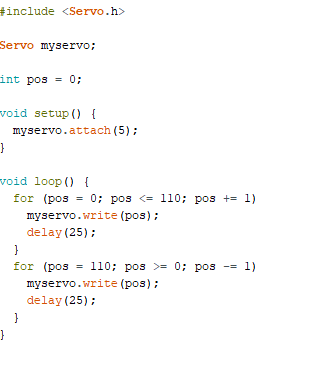 #include <Servo.h>
Servo myservo;
int pos = 0;
void setup() {
myservo.attach(5);
}
void loop() {
for (pos = 0; pos <= 110; pos += 1)
myservo.write(pos);
delay(25);
}
for (pos = 110; pos >= 0; pos -= 1)
myservo.write(pos);
delay(25);
}
}